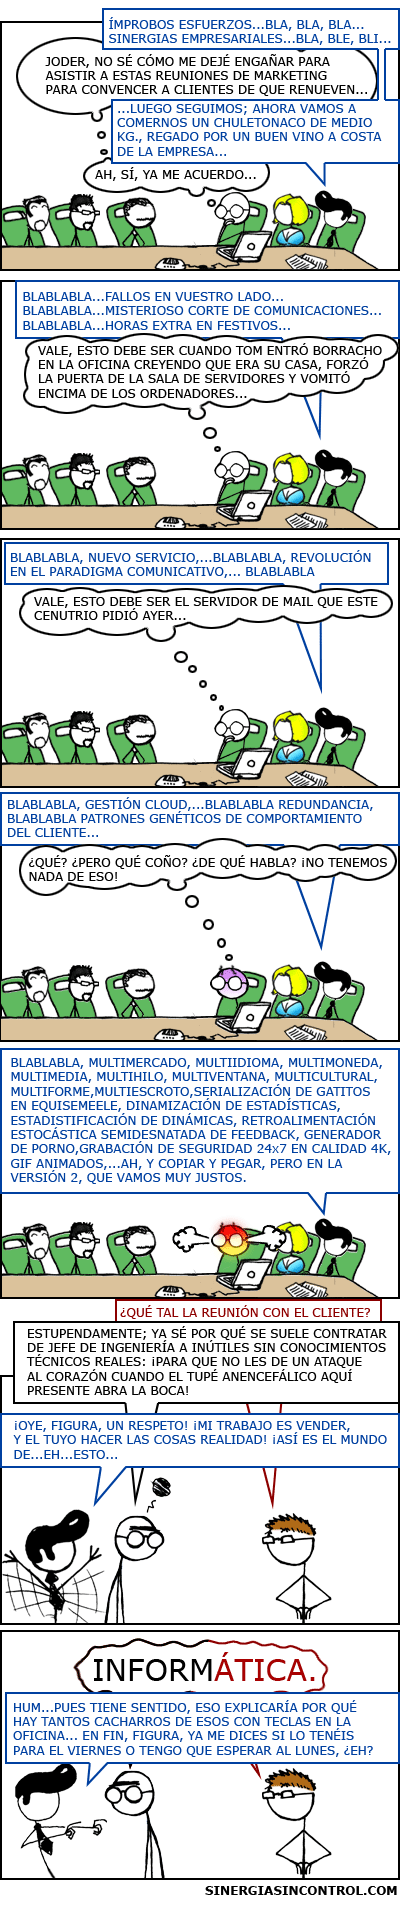 ÍMPROBOS ESFUERZOS...BLA, BLA, BLA...
SINERGIAS EMPRESARIALES...BLA, BLE, BLI...
JODER, NO SÉ CÓMO ME DEJÉ ENGAÑAR PARA
ASISTIR A ESTAS REUNIONES DE MARKETING
PARA CONVENCER A CLIENTES DE QUE RENUEVEN...
...LUEGO SEGUIMOS; AHORA VAMOS A
COMERNOS UN CHULETONACO DE MEDIO
KG., REGADO POR UN BUEN VINO A COSTA
DE LA EMPRESA...
AH, SÍ, YA ME ACUERDO...
BLABLABLA...FALLOS EN VUESTRO LADO...
BLABLABLA...MISTERIOSO CORTE DE COMUNICACIONES...
BLABLABLA...HORAS EXTRA EN FESTIVOS...
VALE, ESTO DEBE SER CUANDO TOM ENTRÓ BORRACHO
EN LA OFICINA CREYENDO QUE ERA SU CASA, FORZÓ
LA PUERTA DE LA SALA DE SERVIDORES Y VOMITÓ
ENCIMA DE LOS ORDENADORES...
BLABLABLA, NUEVO SERVICIO,...BLABLABLA, REVOLUCIÓN
EN EL PARADIGMA COMUNICATIVO,... BLABLABLA
VALE, ESTO DEBE SER EL SERVIDOR DE MAIL QUE ESTE
CENUTRIO PIDIÓ AYER...
BLABLABLA, GESTIÓN CLOUD,...BLABLABLA REDUNDANCIA,
BLABLABLA PATRONES GENÉTICOS DE COMPORTAMIENTO
DEL CLIENTE...
¿QUÉ? ¿PERO QUÉ COÑO? ¿DE QUÉ HABLA? ¡NO TENEMOS
NADA DE ESO!
BLABLABLA, MULTIMERCADO, MULTIIDIOMA, MULTIMONEDA,
MULTIMEDIA, MULTIHILO, MULTIVENTANA, MULTICULTURAL,
MULTIFORME,MULTIESCROTO,SERIALIZACIÓN DE GATITOS
EN EQUISEMEELE, DINAMIZACIÓN DE ESTADÍSTICAS,
ESTADISTIFICACIÓN DE DINÁMICAS, RETROALIMENTACIÓN
ESTOCÁSTICA SEMIDESNATADA DE FEEDBACK, GENERADOR
DE PORNO,GRABACIÓN DE SEGURIDAD 24x7 EN CALIDAD 4K,
GIF ANIMADOS,...AH, Y COPIAR Y PEGAR, PERO EN LA
VERSIÓN 2, QUE VAMOS MUY JUSTOS.
¿QUÉ TAL LA REUNIÓN CON EL CLIENTE?
ESTUPENDAMENTE; YA SÉ POR QUÉ SE SUELE CONTRATAR
DE JEFE DE INGENIERÍA A INÚTILES SIN CONOCIMIENTOS
TÉCNICOS REALES: ¡PARA QUE NO LES DE UN ATAQUE
AL CORAZÓN CUANDO EL TUPÉ ANENCEFÁLICO AQUÍ
PRESENTE ABRA LA BOCA!
¡OYE, FIGURA, UN RESPETO! ¡MI TRABAJO ES VENDER,
Y EL TUYO HACER LAS COSAS REALIDAD! ¡ASÍ ES EL MUNDO
DE...EH...ESTO...
INFORMÁTICA.
HUM...PUES TIENE SENTIDO, ESO EXPLICARÍA POR QUÉ
HAY TANTOS CACHARROS DE ESOS CON TECLAS EN LA
OFICINA... EN FIN, FIGURA, YA ME DICES SI LO TENÉIS
PARA EL VIERNES O TENGO QUE ESPERAR AL LUNES, ¿EH?
SINERGIASINCONTROL.COM